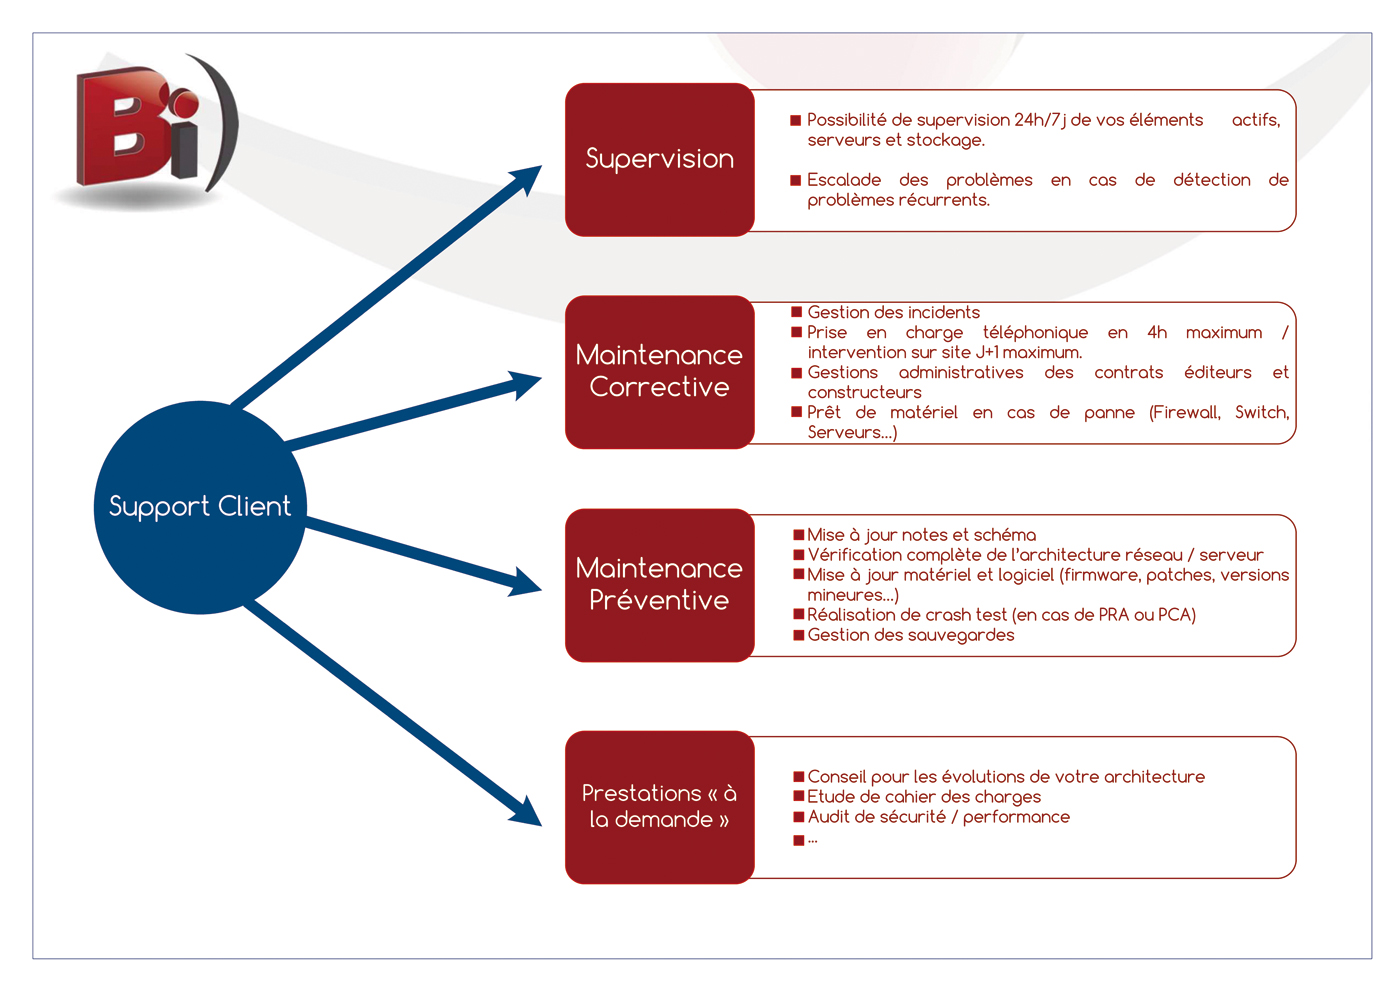 Bi)
Supervision
Possibilité de supervision 24h/7j de vos éléments actifs,
serveurs et stockage.
Escalade des problèmes en cas de détection de
problèmes récurrents.
Maintenance
Corrective
Gestion des incidents
Prise en charge téléphonique en 4h maximum /
intervention sur site J+1 maximum.
Gestions administratives des contrats éditeurs et
constructeurs
Prêt de matériel en cas de panne (Firewall, Switch,
Serveurs...)
Support Client
Maintenance
Préventive
Mise à jour notes et schéma
Vérification complète de l'architecture réseau / serveur
Mise à jour matériel et logiciel (firmware, patches, versions
mineures...)
Réalisation de crash test (en cas de PRA ou PCA)
Gestion des sauvegardes
Prestations « à
la demande »
Conseil pour les évolutions de votre architecture
Etude de cahier des charges
Audit de sécurité / performance
...